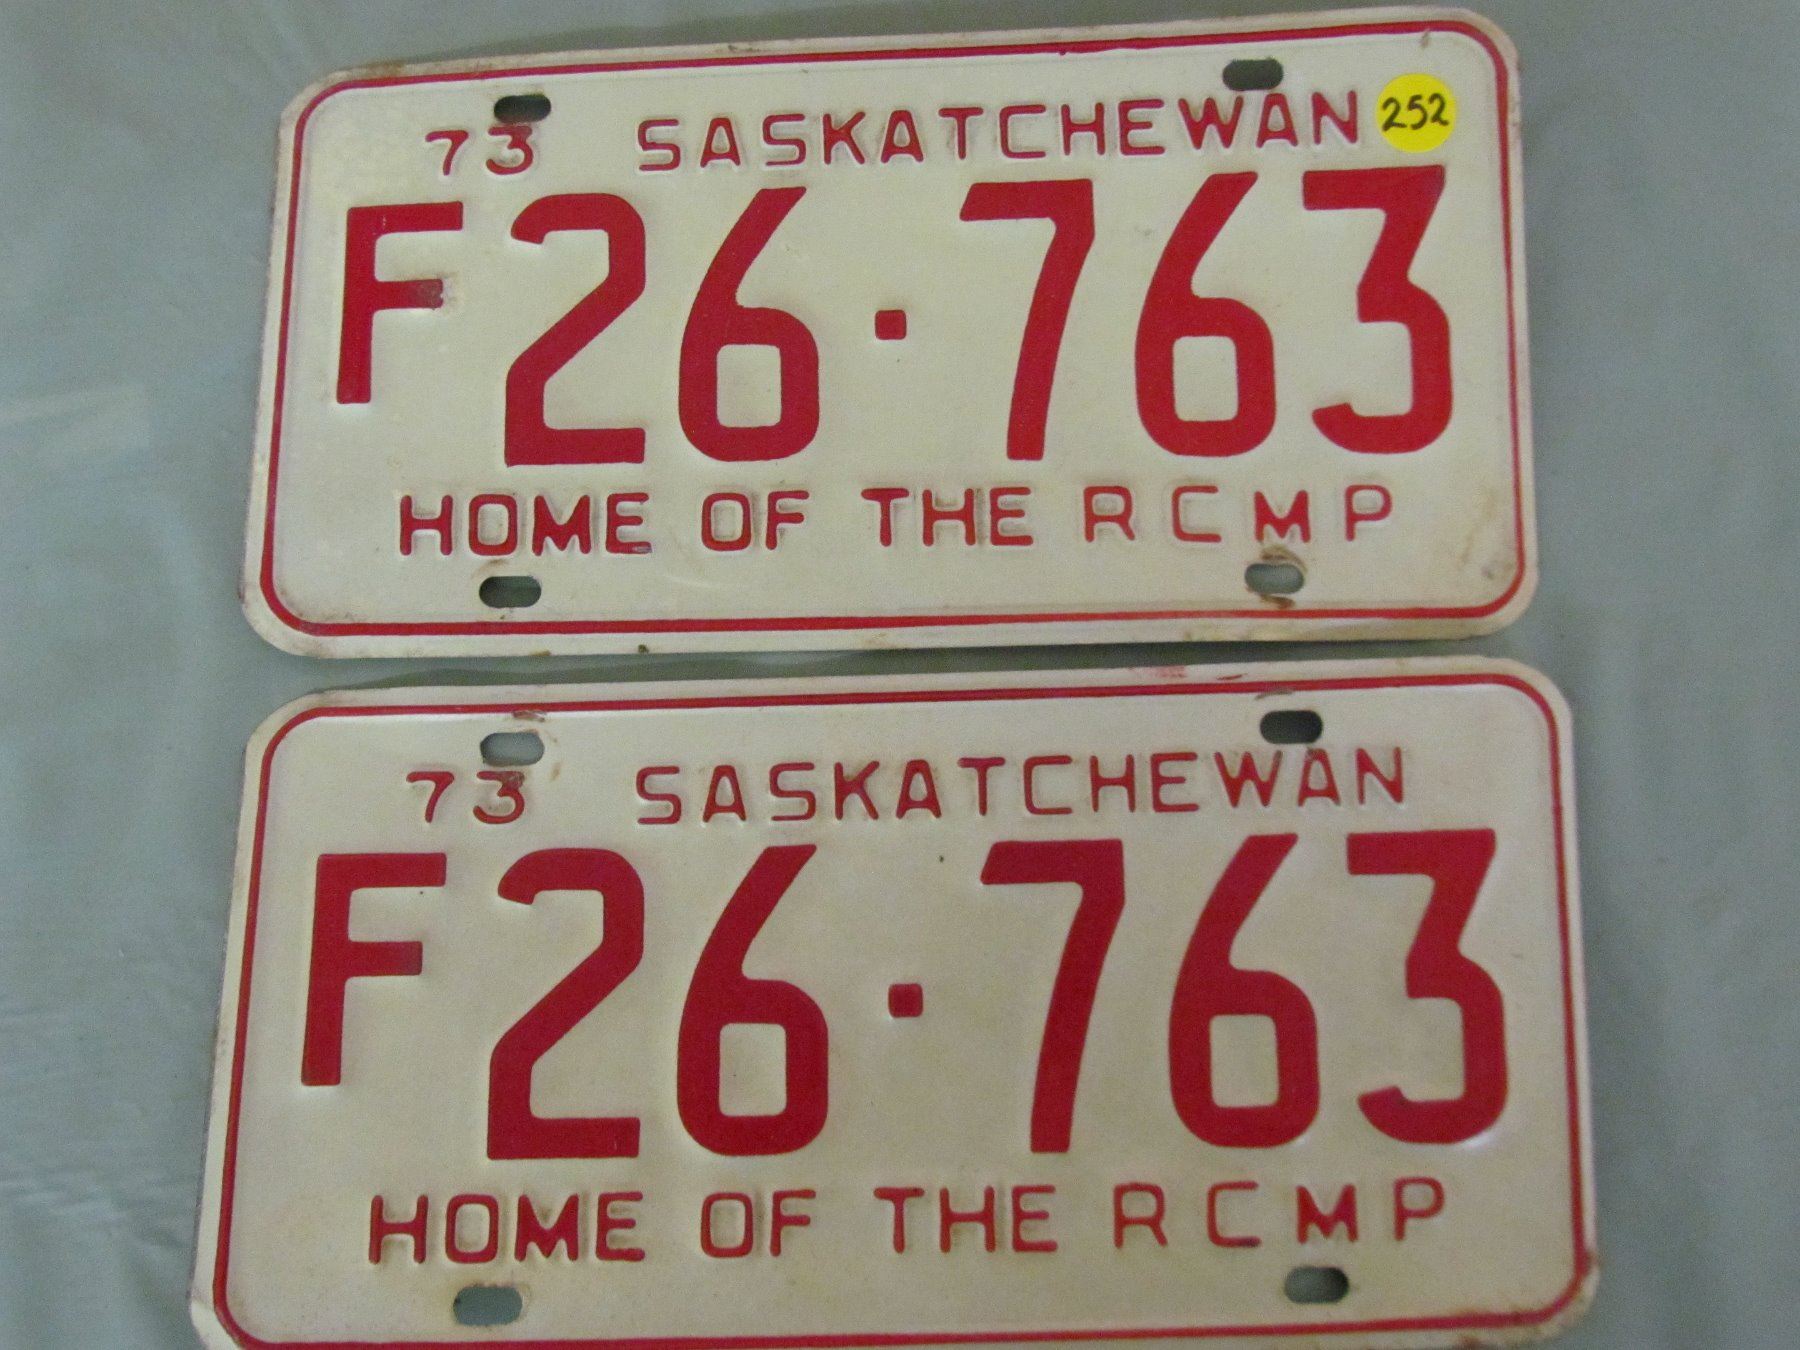 73 SASKATCHEWAN 252
F26·763
HOME OF THE RCMP
73 SASKATCHEWAN
F26·763
HOME OF THE RCMP